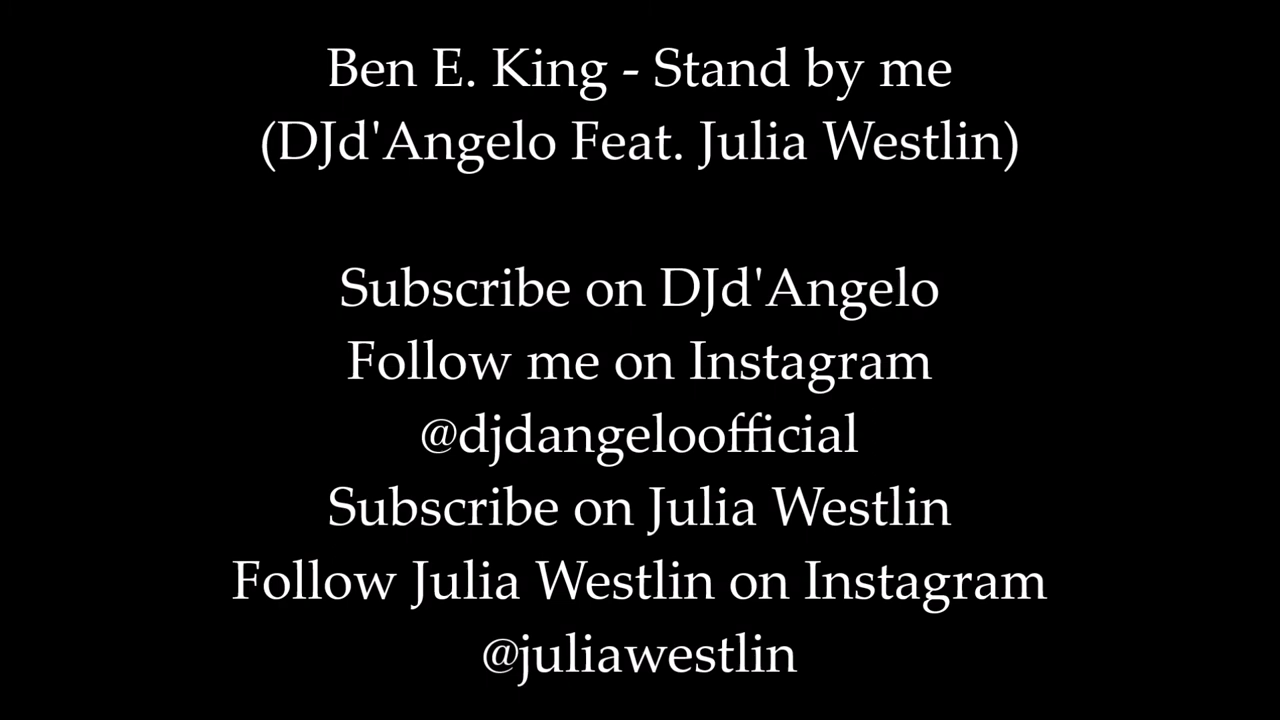 Ben E. King - Stand by me
(DJd'Angelo Feat. Julia Westlin)
Subscribe on DJd'Angelo
Follow me on Instagram
@djdangeloofficial
Subscribe on Julia Westlin
Follow Julia Westlin on Instagram
@juliawestlin